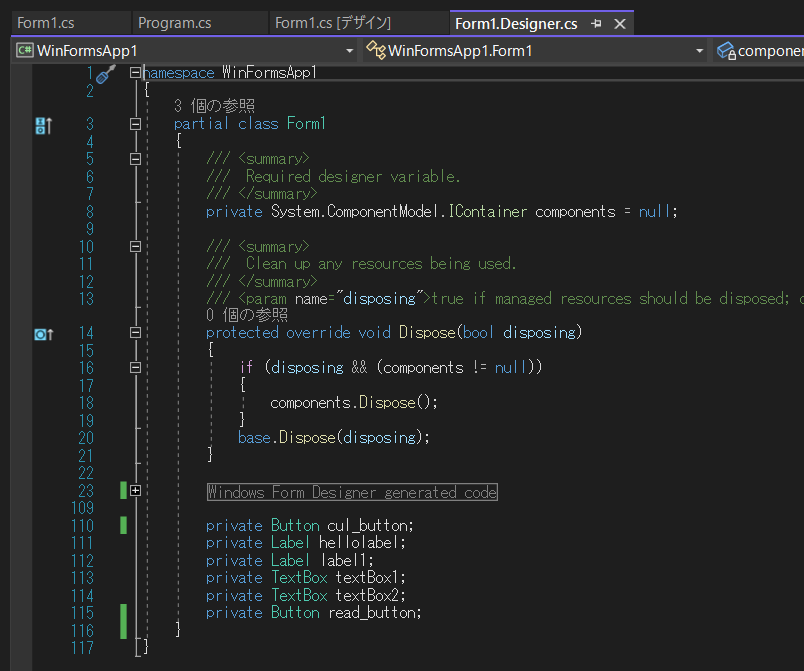 Form1.cs Program.cs Form1.cs [デザイン] Form1.Designer.cs
C# WinFormsApp1 WinFormsApp1.Form1
1 namespace WinFormsApp1
2 {
3 個の参照
3 partial class Form1
4 {
5 /// <summary>
6 /// Required designer variable.
7 /// </summary>
8 private System.ComponentModel.IContainer components = null;
9
10 /// <summary>
11 /// Clean up any resources being used.
12 /// </summary>
13 /// <param name="disposing">true if managed resources should be disposed;
0 個の参照
14 protected override void Dispose(bool disposing)
15 {
16 if (disposing && (components != null))
17 {
18 components.Dispose();
19 }
20 base.Dispose(disposing);
21 }
22
23 Windows Form Designer generated code
109
110 private Button cul_button;
111 private Label hellolabel;
112 private Label label1;
113 private TextBox textBox1;
114 private TextBox textBox2;
115 private Button read_button;
116 }
117 }